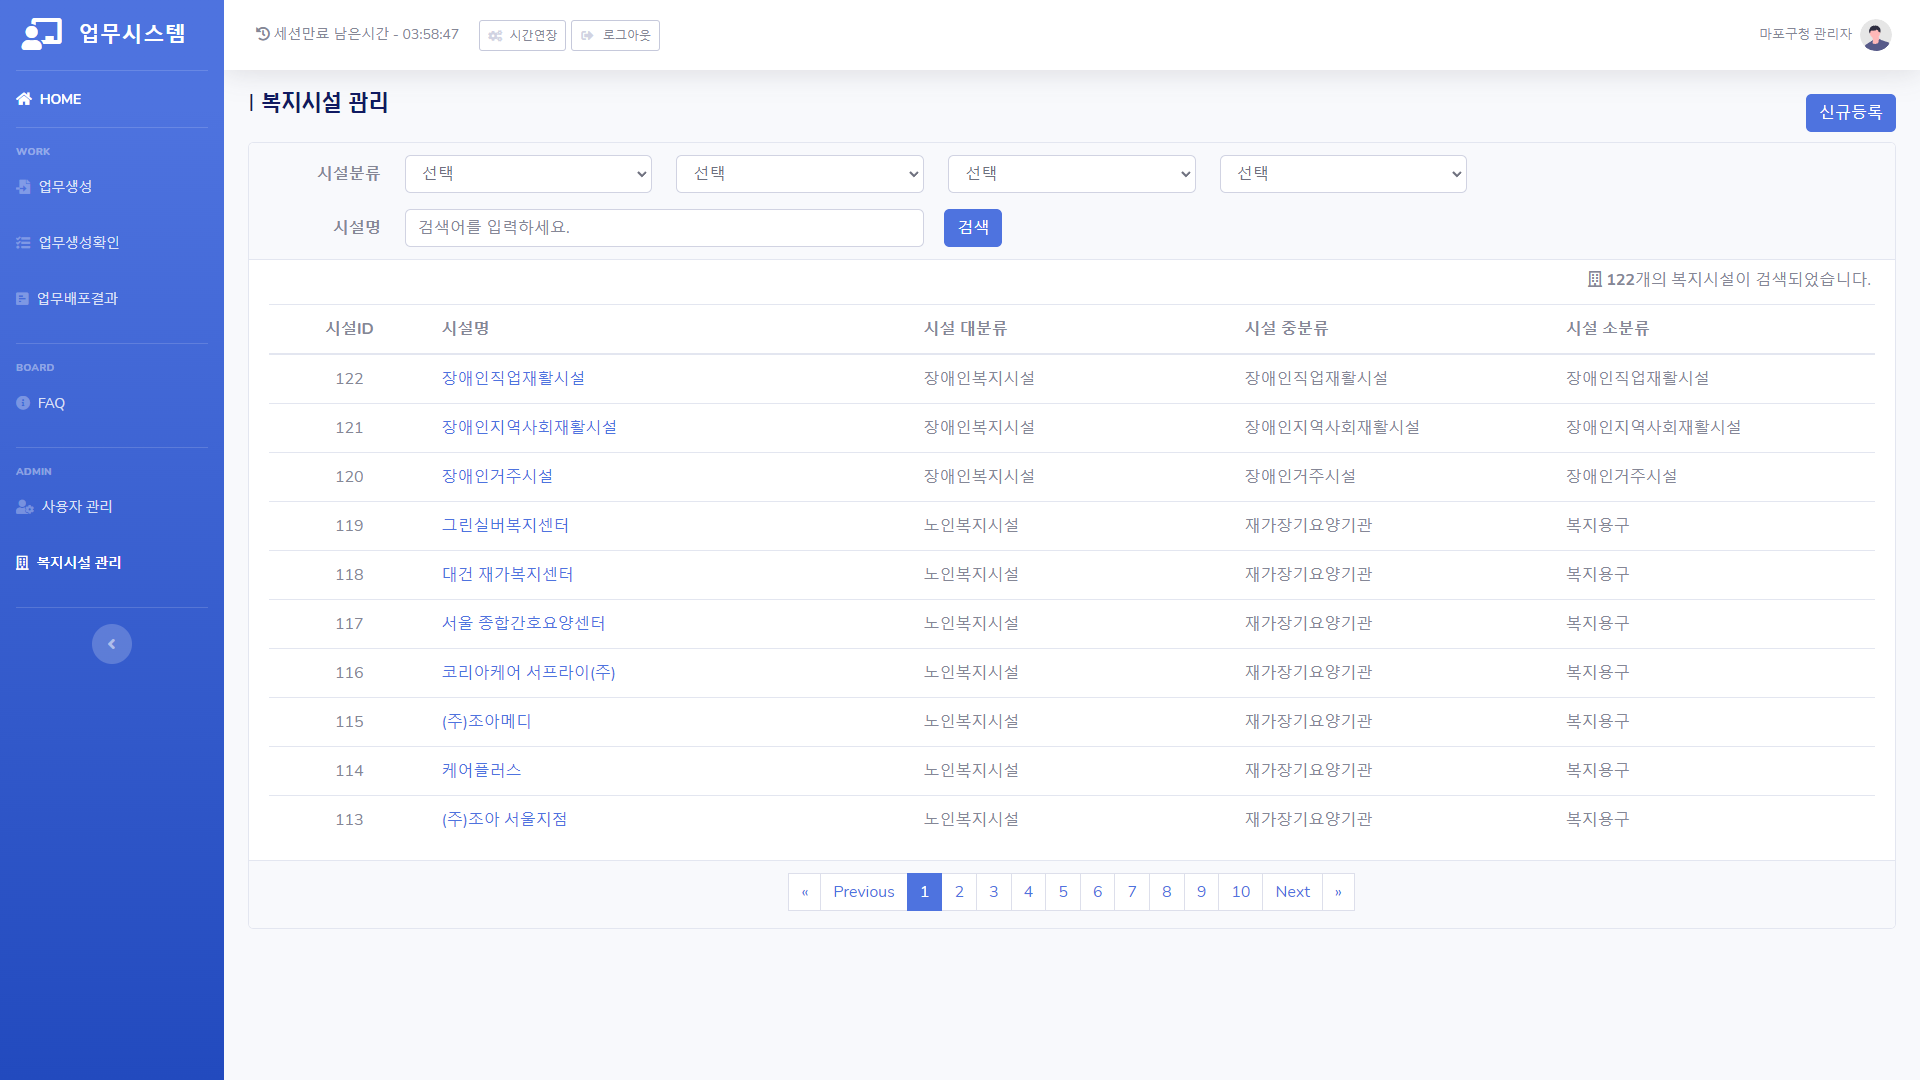 업무시스템
세션만료 남은시간 - 03:58:47 시간연장 로그아웃 마포구청 관리자
HOME
WORK
업무생성
업무생성확인
업무배포결과
BOARD
FAQ
ADMIN
사용자 관리
복지시설 관리
| 복지시설 관리
신규등록
시설분류 선택 선택 선택 선택
시설명 검색어를 입력하세요. 검색
122개의 복지시설이 검색되었습니다.
시설ID 시설명 시설 대분류 시설 중분류 시설 소분류
122 장애인직업재활시설 장애인복지시설 장애인직업재활시설 장애인직업재활시설
121 장애인지역사회재활시설 장애인복지시설 장애인지역사회재활시설 장애인지역사회재활시설
120 장애인거주시설 장애인복지시설 장애인거주시설 장애인거주시설
119 그린실버복지센터 노인복지시설 재가장기요양기관 복지용구
118 대건 재가복지센터 노인복지시설 재가장기요양기관 복지용구
117 서울 종합간호요양센터 노인복지시설 재가장기요양기관 복지용구
116 코리아케어 서프라이(주) 노인복지시설 재가장기요양기관 복지용구
115 (주)조아메디 노인복지시설 재가장기요양기관 복지용구
114 케어플러스 노인복지시설 재가장기요양기관 복지용구
113 (주)조아 서울지점 노인복지시설 재가장기요양기관 복지용구
« Previous 1 2 3 4 5 6 7 8 9 10 Next »